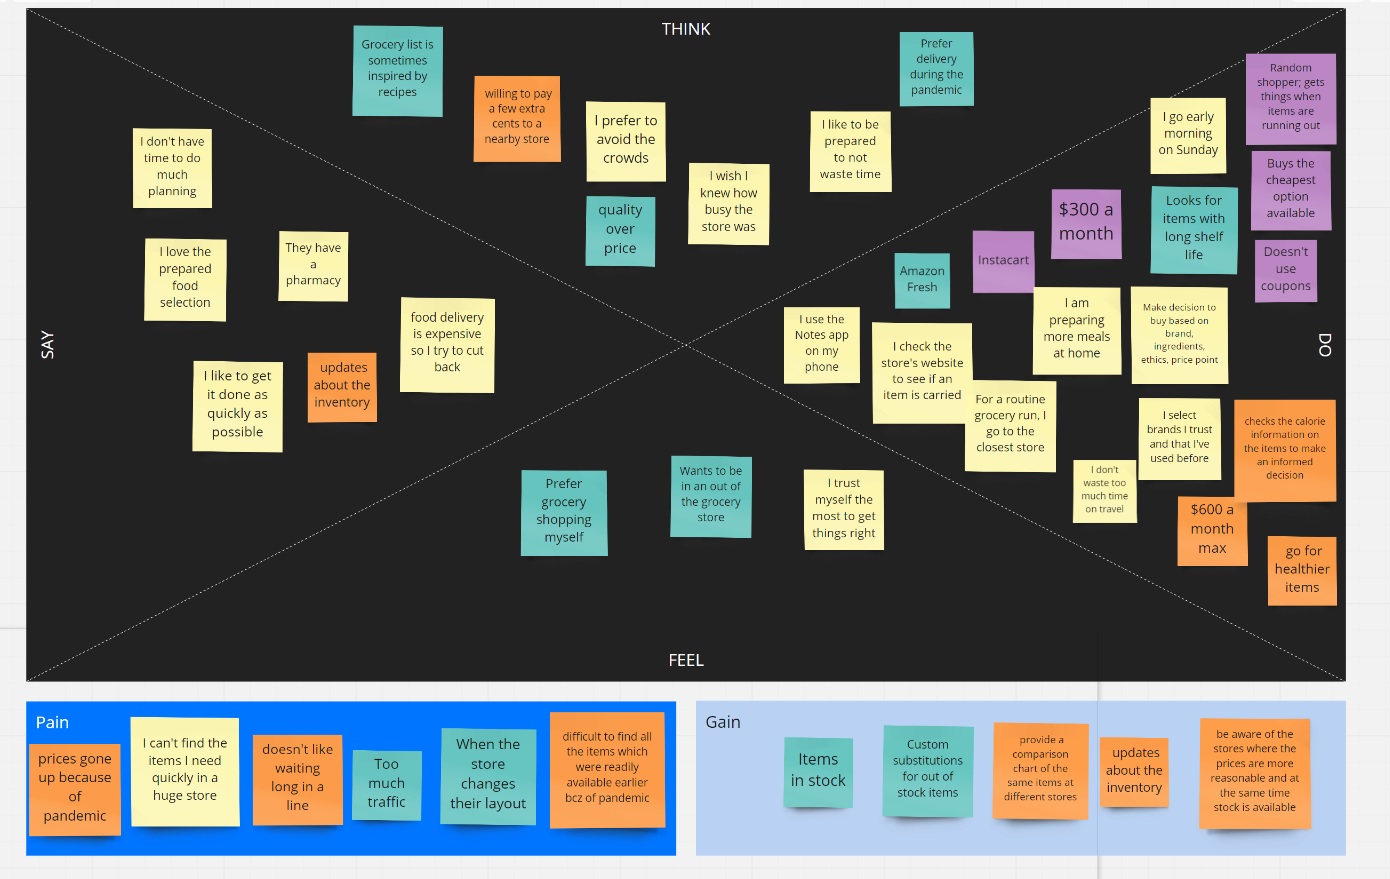 THINK
Grocery list is
sometimes
inspired by
recipes
willing to pay
a few extra
cents to a
nearby store
I prefer to
avoid the
crowds
quality
over
price
I wish I
knew how
busy the
store was
I like to be
prepared
to not
waste time
Prefer
delivery
during the
pandemic
SAY
I don't have
time to do
much
planning
I love the
prepared
food
selection
They have
a
pharmacy
food delivery
is expensive
so I try to cut
back
updates
about the
inventory
I like to get
it done as
quickly as
possible
DO
Random
shopper; gets
things when
items are
running out
I go early
morning
on Sunday
Buys the
cheapest
option
available
$300 a
month
Looks for
items with
long shelf
life
Doesn't
use
coupons
Instacart
Amazon
Fresh
I am
preparing
more meals
at home
Make decision to
buy based on
brand,
ingredients,
ethics, price point
I use the
Notes app
on my
phone
I check the
store's website
to see if an
item is carried
For a routine
grocery run, I
go to the
closest store
I select
brands I trust
and that I've
used before
checks the calorie
information on
the items to make
an informed
decision
I don't
waste too
much time
on travel
$600 a
month
max
go for
healthier
items
Prefer
grocery
shopping
myself
Wants to be
in an out of
the grocery
store
I trust
myself the
most to get
things right
FEEL
Pain
prices gone
up because
of
pandemic
I can't find the
items I need
quickly in a
huge store
doesn't like
waiting
long in a
line
Too
much
traffic
When the
store
changes
their layout
difficult to find all
the items which
were readily
available earlier
bcz of pandemic
Gain
Items
in stock
Custom
substitutions
for out of
stock items
provide a
comparison
chart of the
same items at
different stores
updates
about the
inventory
be aware of the
stores where the
prices are more
reasonable and at
the same time
stock is available